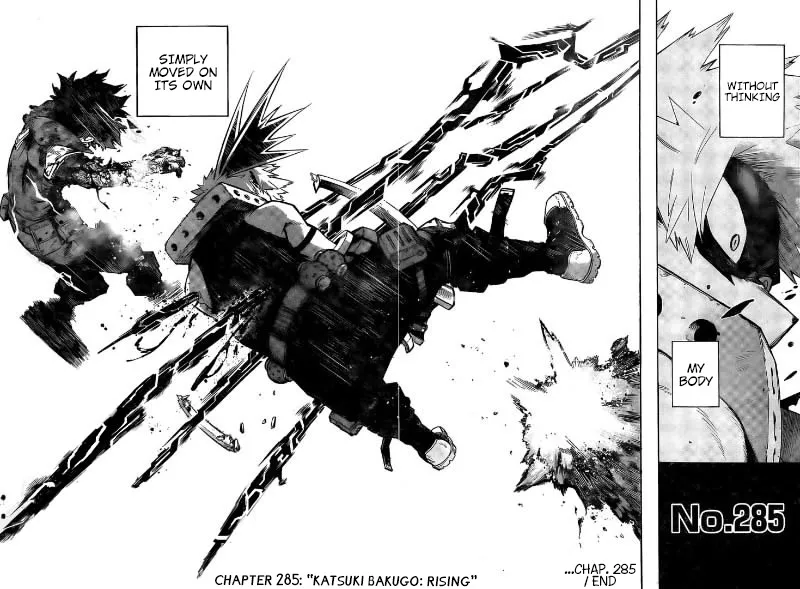 WITHOUT
THINKING
MY
BODY
No.285
SIMPLY
MOVED ON
ITS OWN
CHAPTER 285: "KATSUKI BAKUGO: RISING"
...CHAP. 285
/ END